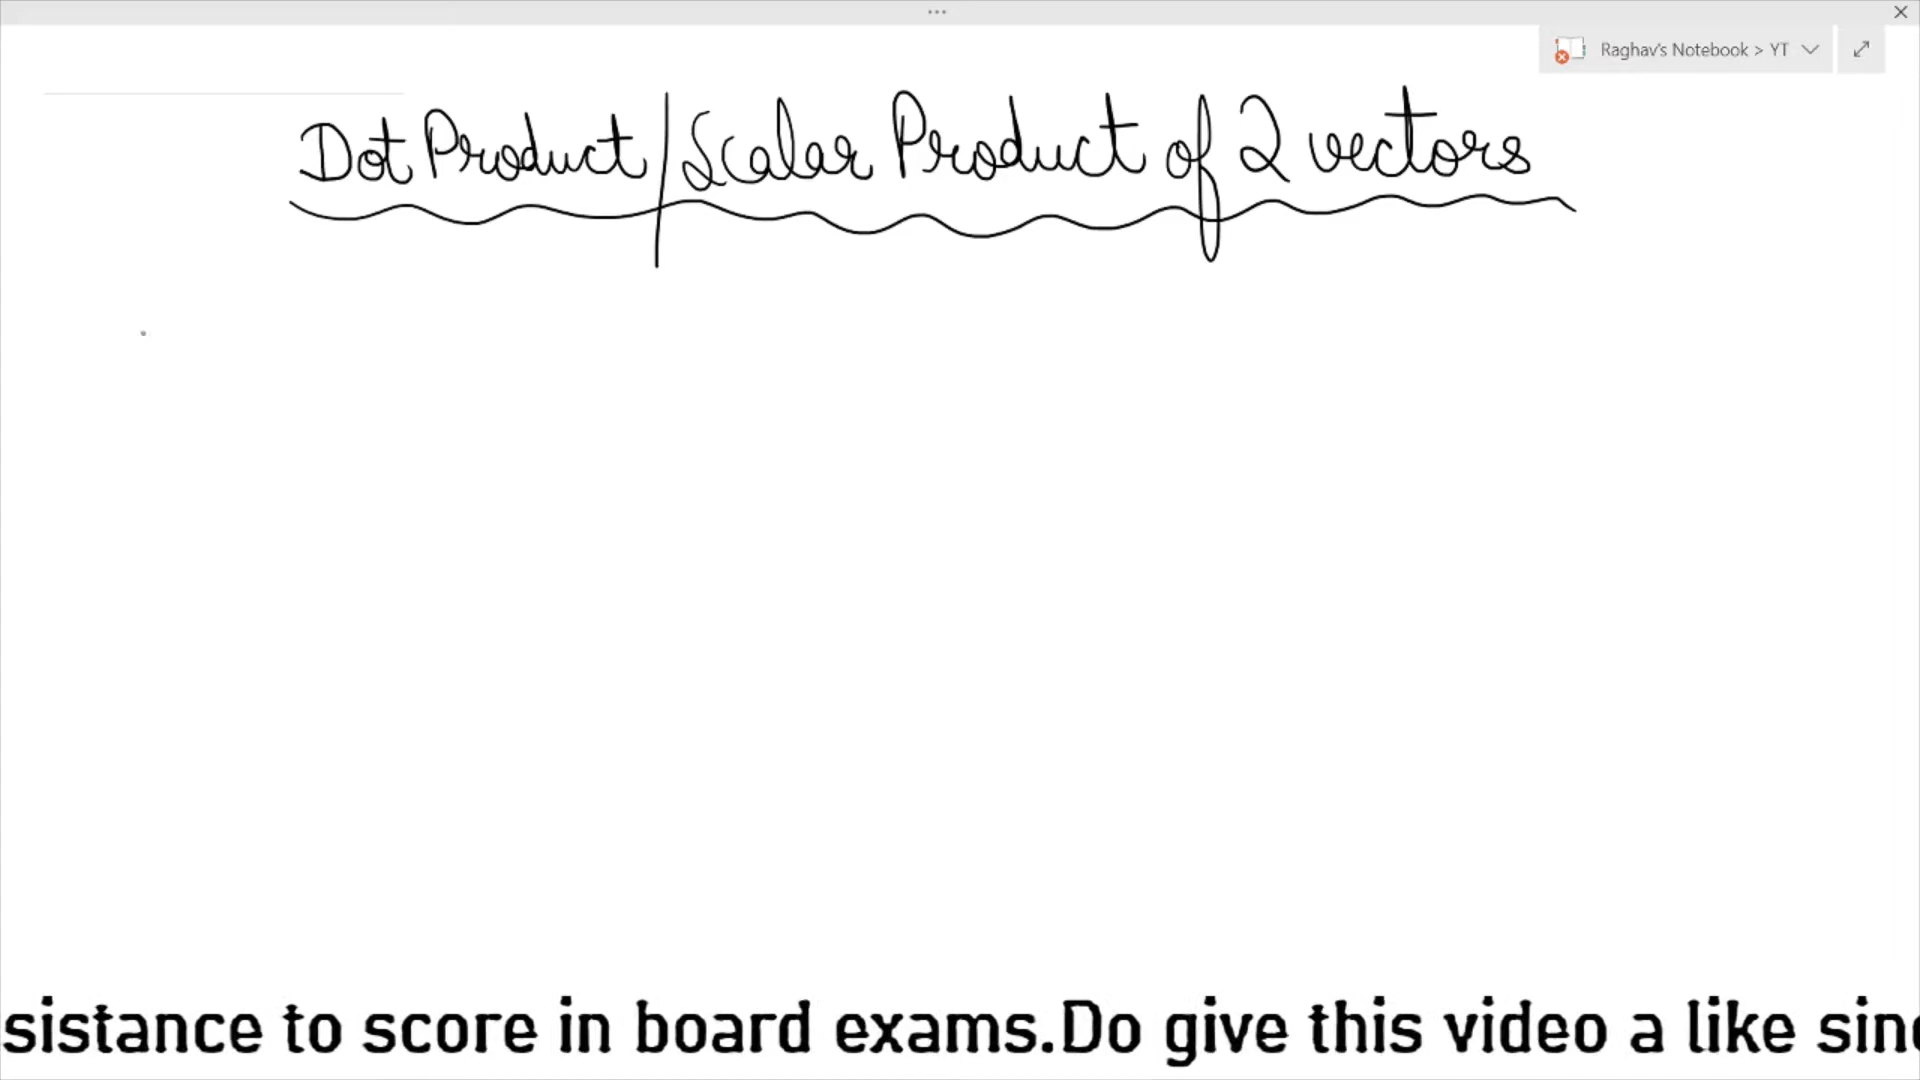 Raghav's Notebook > YT
Dot Product/Scalar Product of 2 vectors
sistance to score in board exams.Do give this video a like sinc